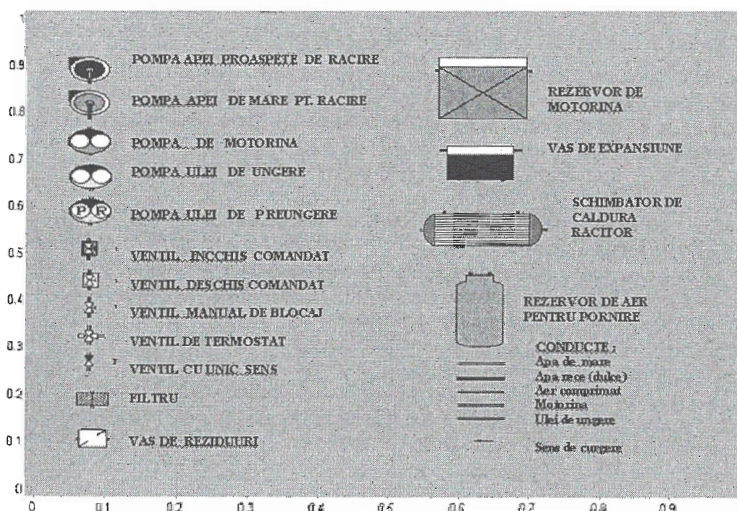 POMPA APEI PROASPETE DE RACIRE
POMPA APEI DE MARE PT. RACIRE
POMPA DE MOTORINA
POMPA ULEI DE UNGERE
POMPA ULEI DE PREUNGERE
P R
VENTIL INCCHIS COMANDAT
VENTIL DESCHIS COMANDAT
VENTIL MANUAL DE BLOCAJ
VENTIL DE TERMOSTAT
VENTIL CU UNIC SENS
FILTRU
VAS DE REZIDUURI
REZERVOR DE
MOTORINA
VAS DE EXPANSIUNE
SCHIMBATOR DE
CALDURA
RACITOR
REZERVOR DE AER
PENTRU PORNIRE
CONDUCTE :
Apa de mare
Apa rece (dulce)
Aer comprimat
Motorina
Ulei de ungere
Sens de curgere
1
0.9
0.8
0.7
0.6
0.5
0.4
0.3
0.2
0.1
0
0 0.1 0.2 0.3 0.4 0.5 0.6 0.7 0.8 0.9